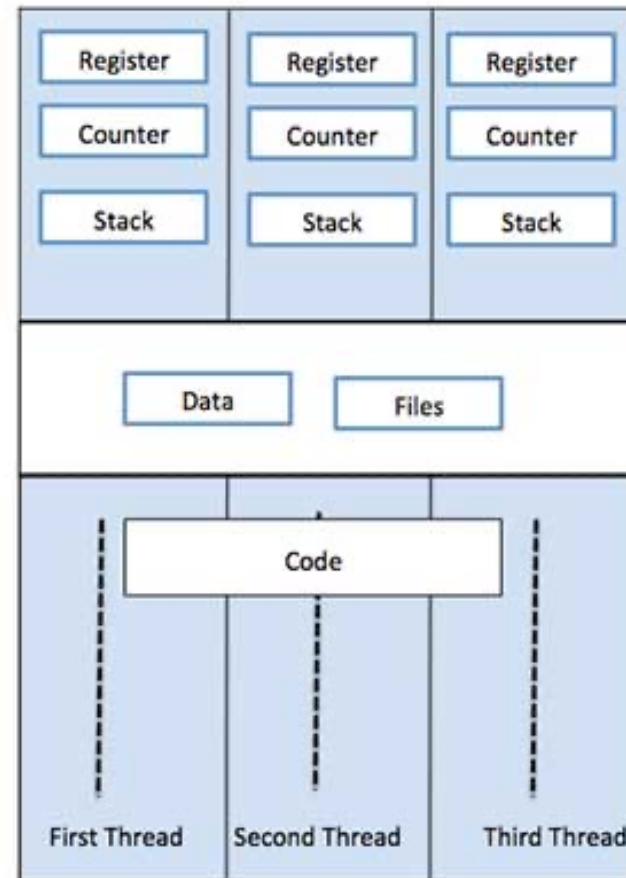 Register Register Register
Counter Counter Counter
Stack Stack Stack
Data Files
Code
First Thread Second Thread Third Thread